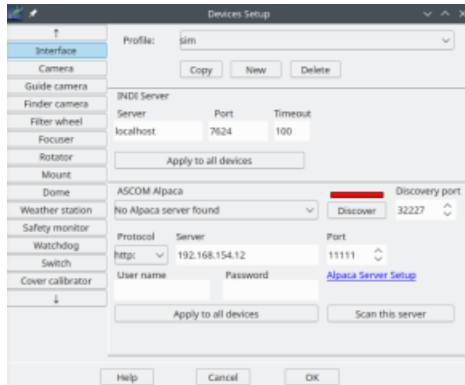 Devices Setup
↑
Interface
Camera
Guide camera
Finder camera
Filter wheel
Focuser
Rotator
Mount
Dome
Weather station
Safety monitor
Watchdog
Switch
Cover calibrator
↓
Profile: sim
Copy New Delete
INDI Server
Server Port Timeout
localhost 7624 100
Apply to all devices
ASCOM Alpaca Discovery port
No Alpaca server found Discover 32227
Protocol Server Port
http: 192.168.154.12 11111
User name Password Alpaca Server Setup
Apply to all devices Scan this server
Help Cancel OK